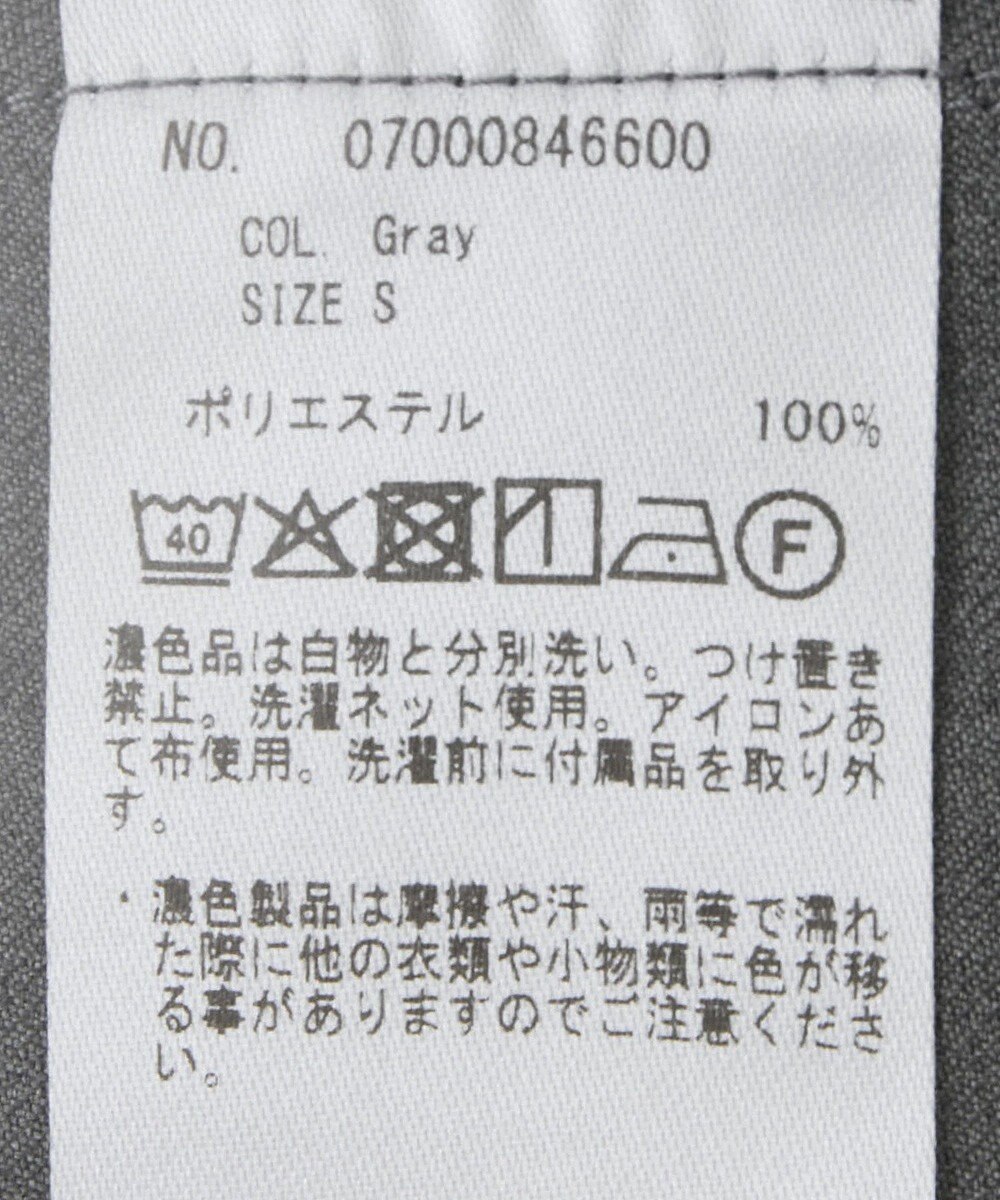 NO. 07000846600
COL. Gray
SIZE S
ポリエステル 100%
40
F
濃色品は白物と分別洗い。つけ置き
禁止。洗濯ネット使用。アイロンあ
て布使用。洗濯前に付属品を取り外
す。
・濃色製品は摩擦や汗、雨等で濡れ
た際に他の衣類や小物類に色が移
る事がありますのでご注意くださ
い。